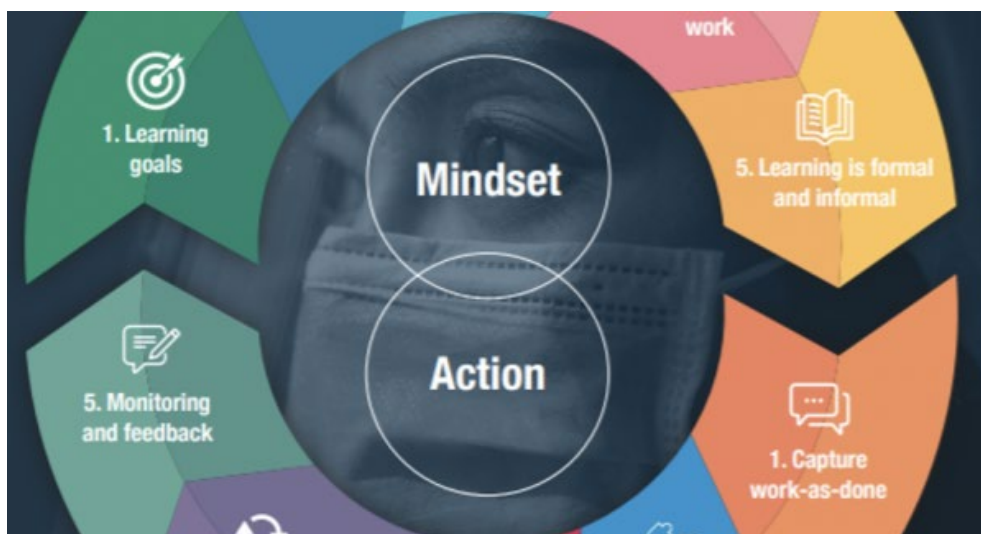 work
1. Learning
goals
5. Learning is formal
and informal
Mindset
Action
5. Monitoring
and feedback
1. Capture
work-as-done